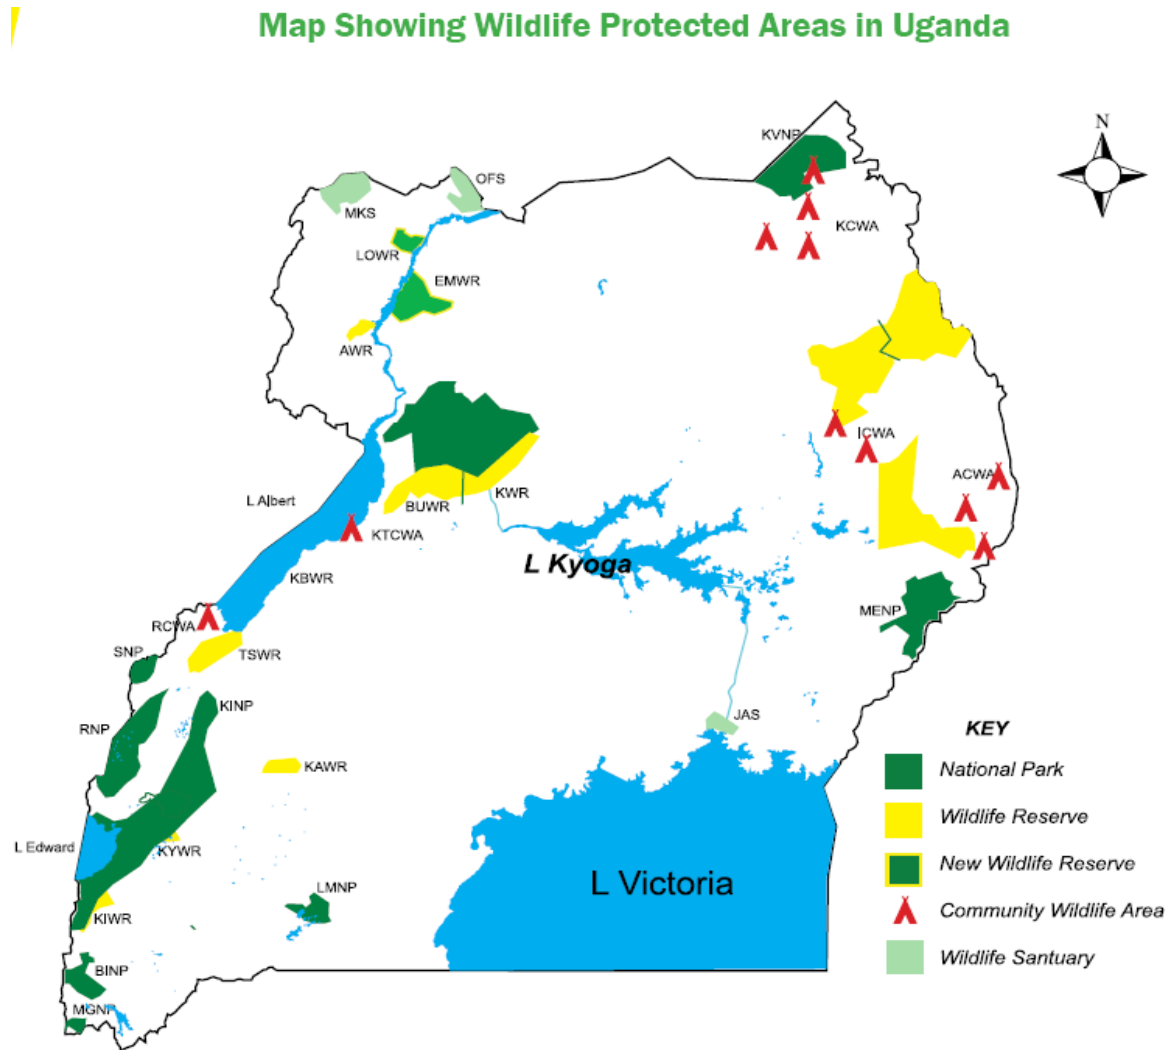 Map Showing Wildlife Protected Areas in Uganda
N
KVNP
OFS
MKS
KCWA
LOWR
EMWR
AWR
ICWA
ACWA
L Albert
BUWR
KWR
KTCWA
L Kyoga
KBWR
MENP
RCWA
SNP
TSWR
KINP
RNP
JAS
KEY
KAWR
National Park
Wildlife Reserve
L Edward
KYWR
New Wildlife Reserve
L Victoria
LMNP
Community Wildlife Area
KIWR
Wildlife Santuary
BINP
MGNP